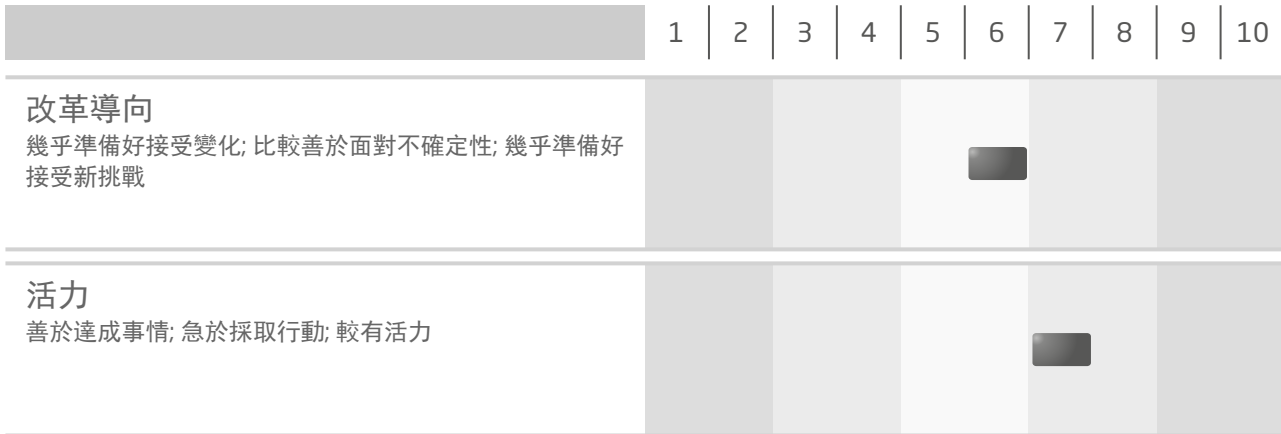 1 2 3 4 5 6 7 8 9 10
改革導向
幾乎準備好接受變化; 比較善於面對不確定性; 幾乎準備好
接受新挑戰
活力
善於達成事情; 急於採取行動; 較有活力